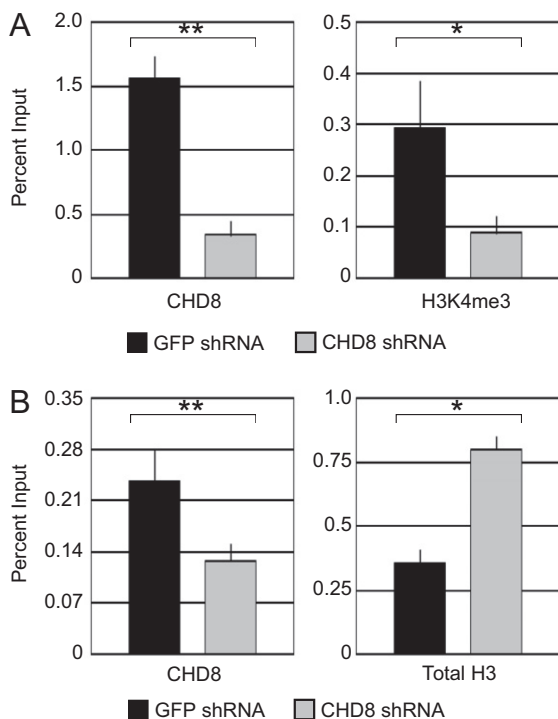 A
Percent Input
2.0
1.5
1.0
0.5
0
**
CHD8
0.5
0.4
0.3
0.2
0.1
0
*
H3K4me3
GFP shRNA CHD8 shRNA
B
Percent Input
0.35
0.28
0.21
0.14
0.07
0
**
CHD8
1.0
0.75
0.5
0.25
0
*
Total H3
GFP shRNA CHD8 shRNA